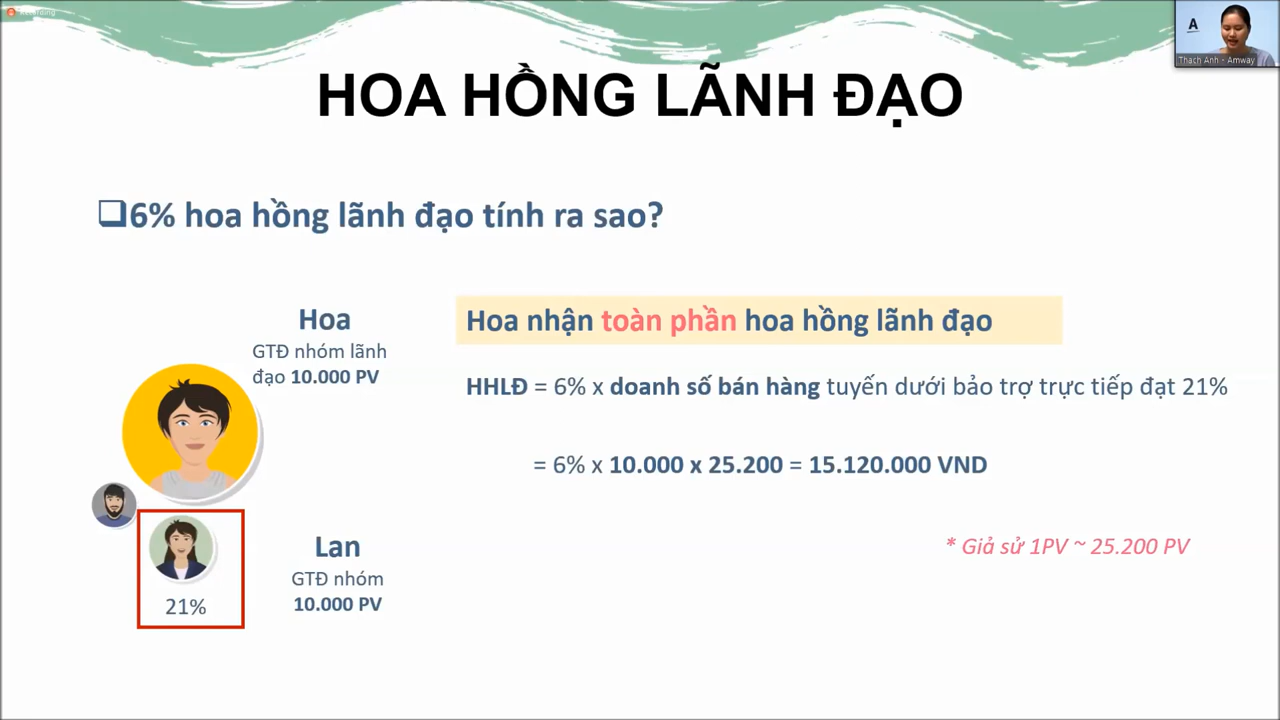 Recording
Thach Anh - Amway
A
HOA HỒNG LÃNH ĐẠO
6% hoa hồng lãnh đạo tính ra sao?
Hoa
GTĐ nhóm lãnh
đạo 10.000 PV
Hoa nhận toàn phần hoa hồng lãnh đạo
HHLĐ = 6% x doanh số bán hàng tuyến dưới bảo trợ trực tiếp đạt 21%
= 6% x 10.000 x 25.200 = 15.120.000 VND
* Giả sử 1PV ~ 25.200 PV
Lan
GTĐ nhóm
10.000 PV
21%